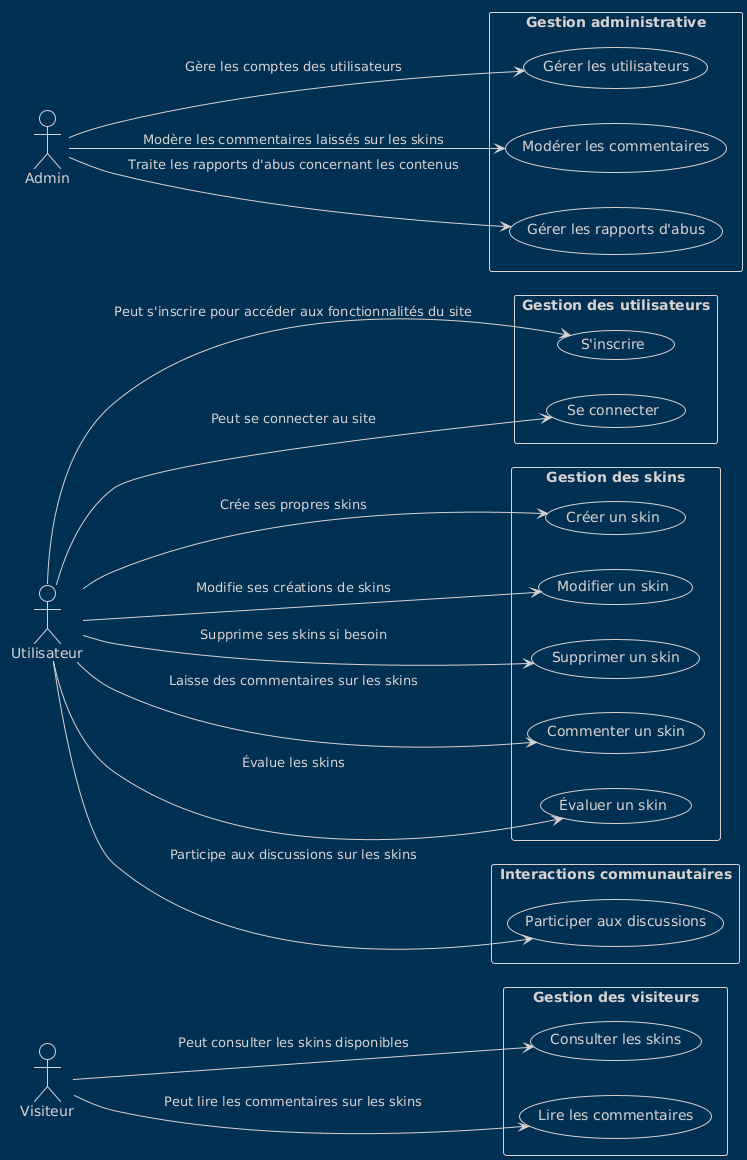 Gestion administrative
Gère les comptes des utilisateurs
Gérer les utilisateurs
Modère les commentaires laissés sur les skins
Modérer les commentaires
Traite les rapports d'abus concernant les contenus
Admin
Gérer les rapports d'abus
Gestion des utilisateurs
Peut s'inscrire pour accéder aux fonctionnalités du site
S'inscrire
Peut se connecter au site
Se connecter
Gestion des skins
Crée ses propres skins
Créer un skin
Modifie ses créations de skins
Modifier un skin
Supprime ses skins si besoin
Utilisateur
Supprimer un skin
Laisse des commentaires sur les skins
Commenter un skin
Évalue les skins
Évaluer un skin
Participe aux discussions sur les skins
Interactions communautaires
Participer aux discussions
Gestion des visiteurs
Peut consulter les skins disponibles
Consulter les skins
Peut lire les commentaires sur les skins
Visiteur
Lire les commentaires